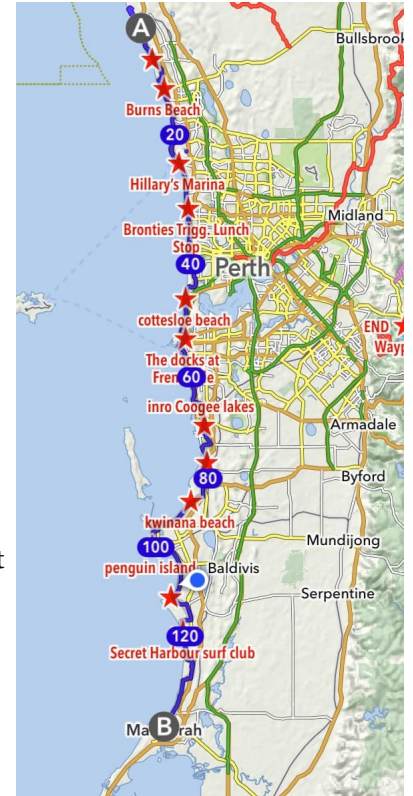 A
Bullsbrook
Burns Beach
20
Hillary's Marina
Midland
Bronties Trigg. Lunch
Stop
40
Perth
cottesloe beach
END
The docks at
60
inro Coogee lakes
Armadale
80
Byford
kwinana beach
100
Mundijong
penguin island
Baldivis
Serpentine
120
Secret Harbour surf club
B
t